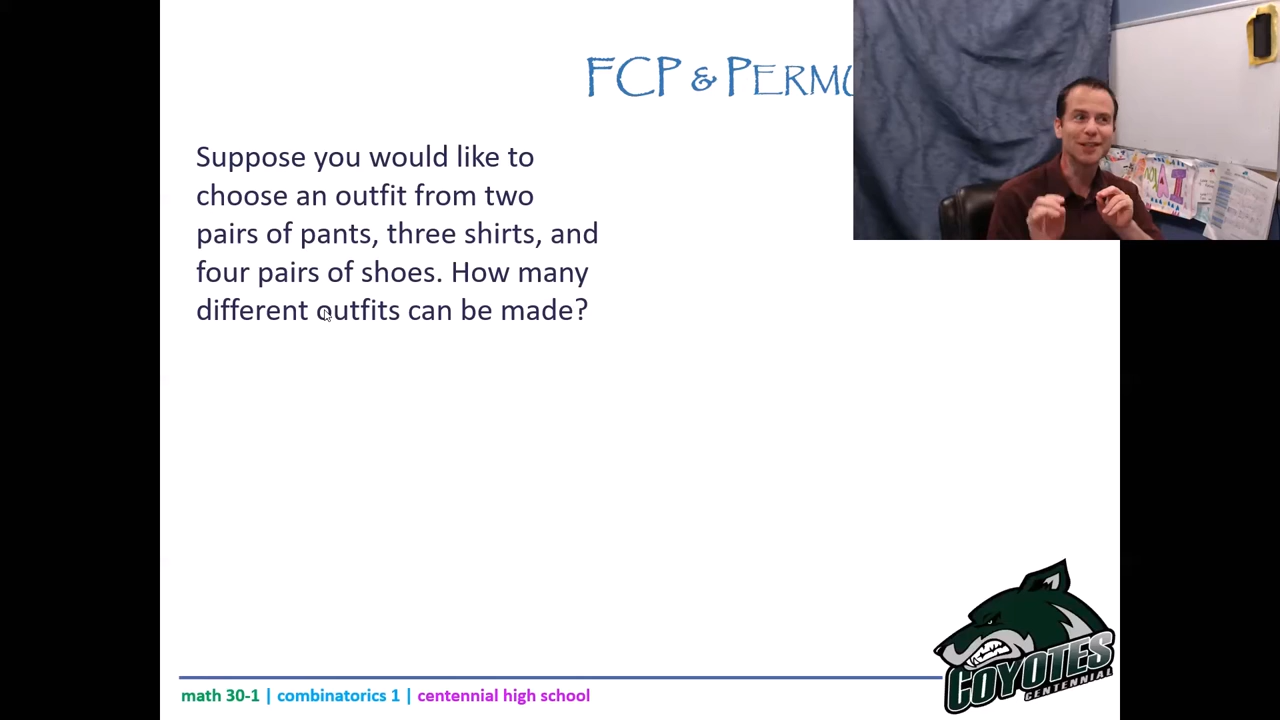 FCP & PERMU
Suppose you would like to
choose an outfit from two
pairs of pants, three shirts, and
four pairs of shoes. How many
different outfits can be made?
COYOTES
CENTENNIAL
math 30-1 | combinatorics 1 | centennial high school